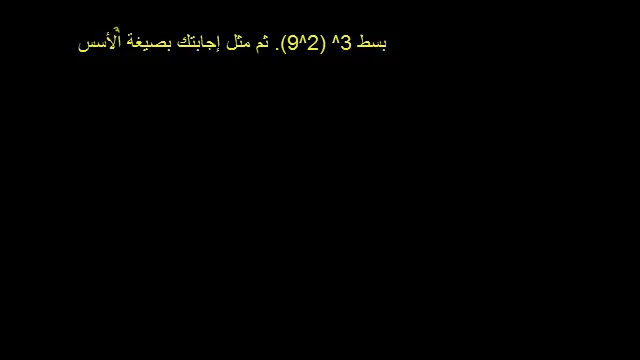 بسط 3^ (9^2). ثم مثل إجابتك بصيغة الأسس